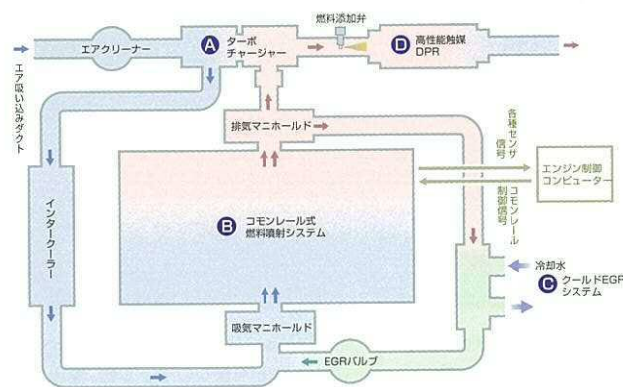 燃料添加弁
エアクリーナー
A ターボ
チャージャー
D 高性能触媒
DPR
エア吸い込みダクト
排気マニホールド
各種センサ
信号
エンジン制御
コンピューター
コモンレール
制御信号
インタークーラー
B コモンレール式
燃料噴射システム
冷却水
C クールドEGR
システム
吸気マニホールド
EGRバルブ